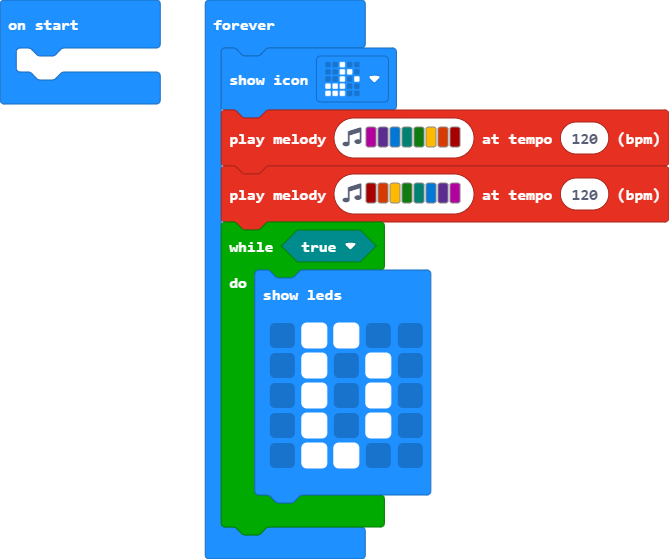 on start
forever
show icon
play melody at tempo 120 (bpm)
play melody at tempo 120 (bpm)
while true
do
show leds